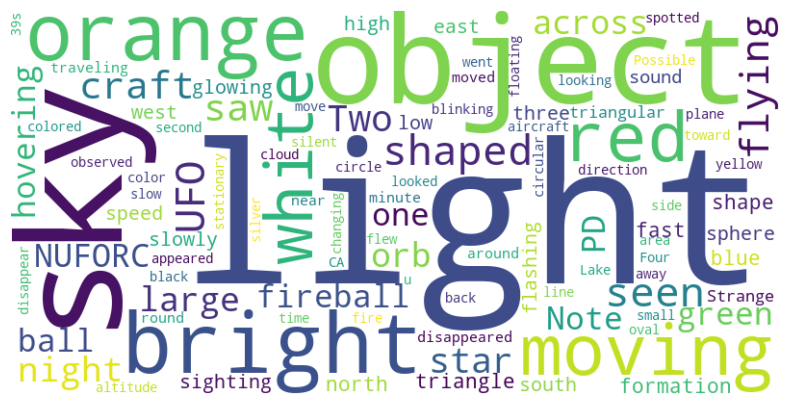 39s
orange
object
high
east
across
spotted
flying
traveling
craft
glowing
went
moved
floating
looking
Possible
sound
hovering
sky
west
saw
white
move
blinking
three
triangular
plane
colored
second
silent
Two
low
aircraft
red
toward
observed
UFO
cloud
shaped
light
circular
direction
yellow
color
slow
stationary
circle
looked
side
shape
speed
silver
near
minute
one
PD
fast
sphere
NUFORC
slowly
appeared
changing
flew
orb
around
flashing
Lake
area
Four
away
blue
disappear
black
CA
u
large
fireball
back
line
seen
Strange
round
time
fire
disappeared
Note
small
oval
green
ball
bright
star
moving
night
altitude
sighting
north
triangle
south
formation